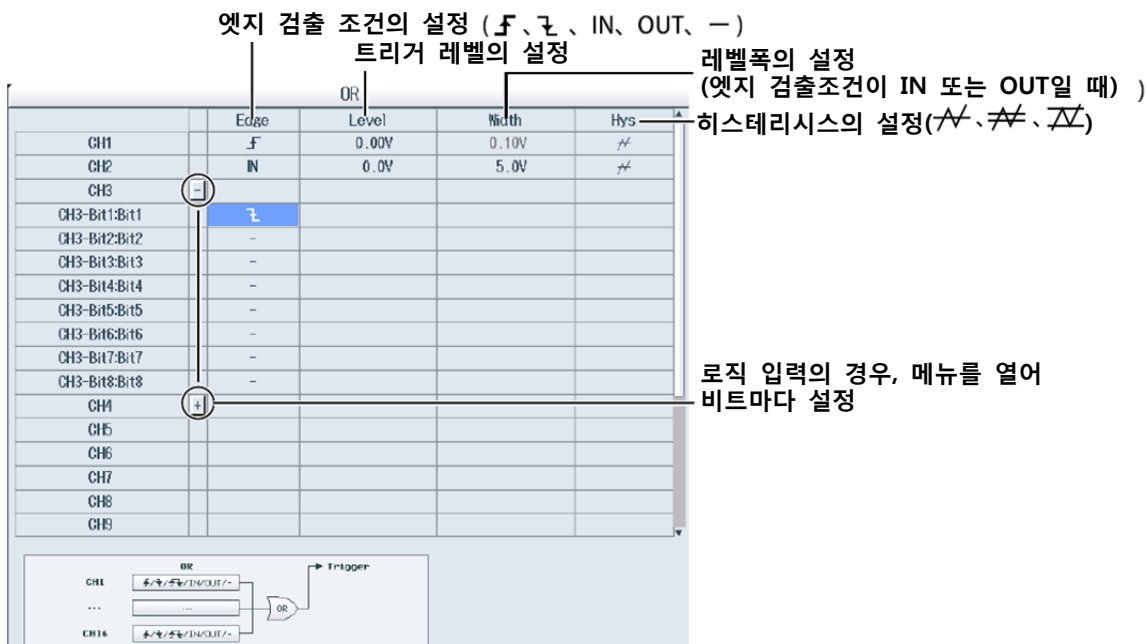 엣지 검출 조건의 설정 (⨍、⨎、IN、OUT、－)
트리거 레벨의 설정
레벨폭의 설정
(엣지 검출조건이 IN 또는 OUT일 때) )
히스테리시스의 설정( 、 、 )
OR
Edge Level Width Hys
CH1 0.00V 0.10V
CH2 IN 0.0V 5.0V
CH3 -
CH3-Bit1:Bit1
CH3-Bit2:Bit2 -
CH3-Bit3:Bit3 -
CH3-Bit4:Bit4 -
CH3-Bit5:Bit5 -
CH3-Bit6:Bit6 -
CH3-Bit7:Bit7 -
CH3-Bit8:Bit8 -
CH4 +
CH5
CH6
CH7
CH8
CH9
로직 입력의 경우, 메뉴를 열어
비트마다 설정
OR
Trigger
CH1 / / /IN/OUT/-
... ...
OR
CH16 / / /IN/OUT/-